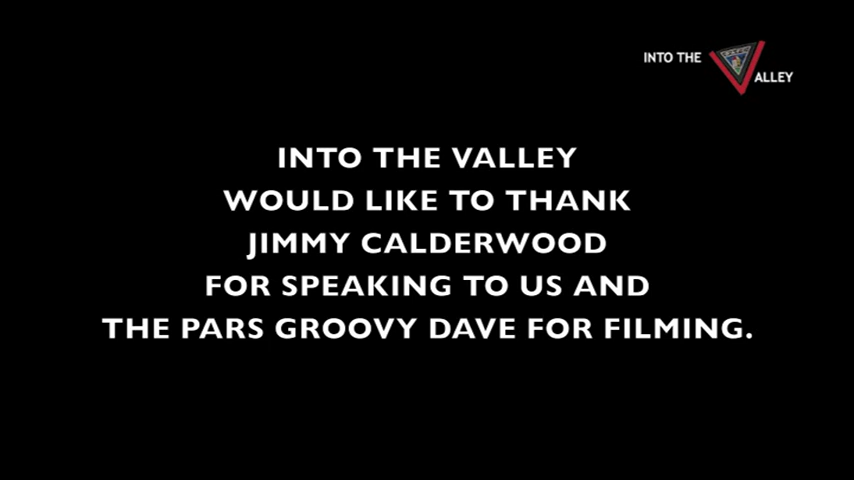 INTO THE
ALLEY
INTO THE VALLEY
WOULD LIKE TO THANK
JIMMY CALDERWOOD
FOR SPEAKING TO US AND
THE PARS GROOVY DAVE FOR FILMING.